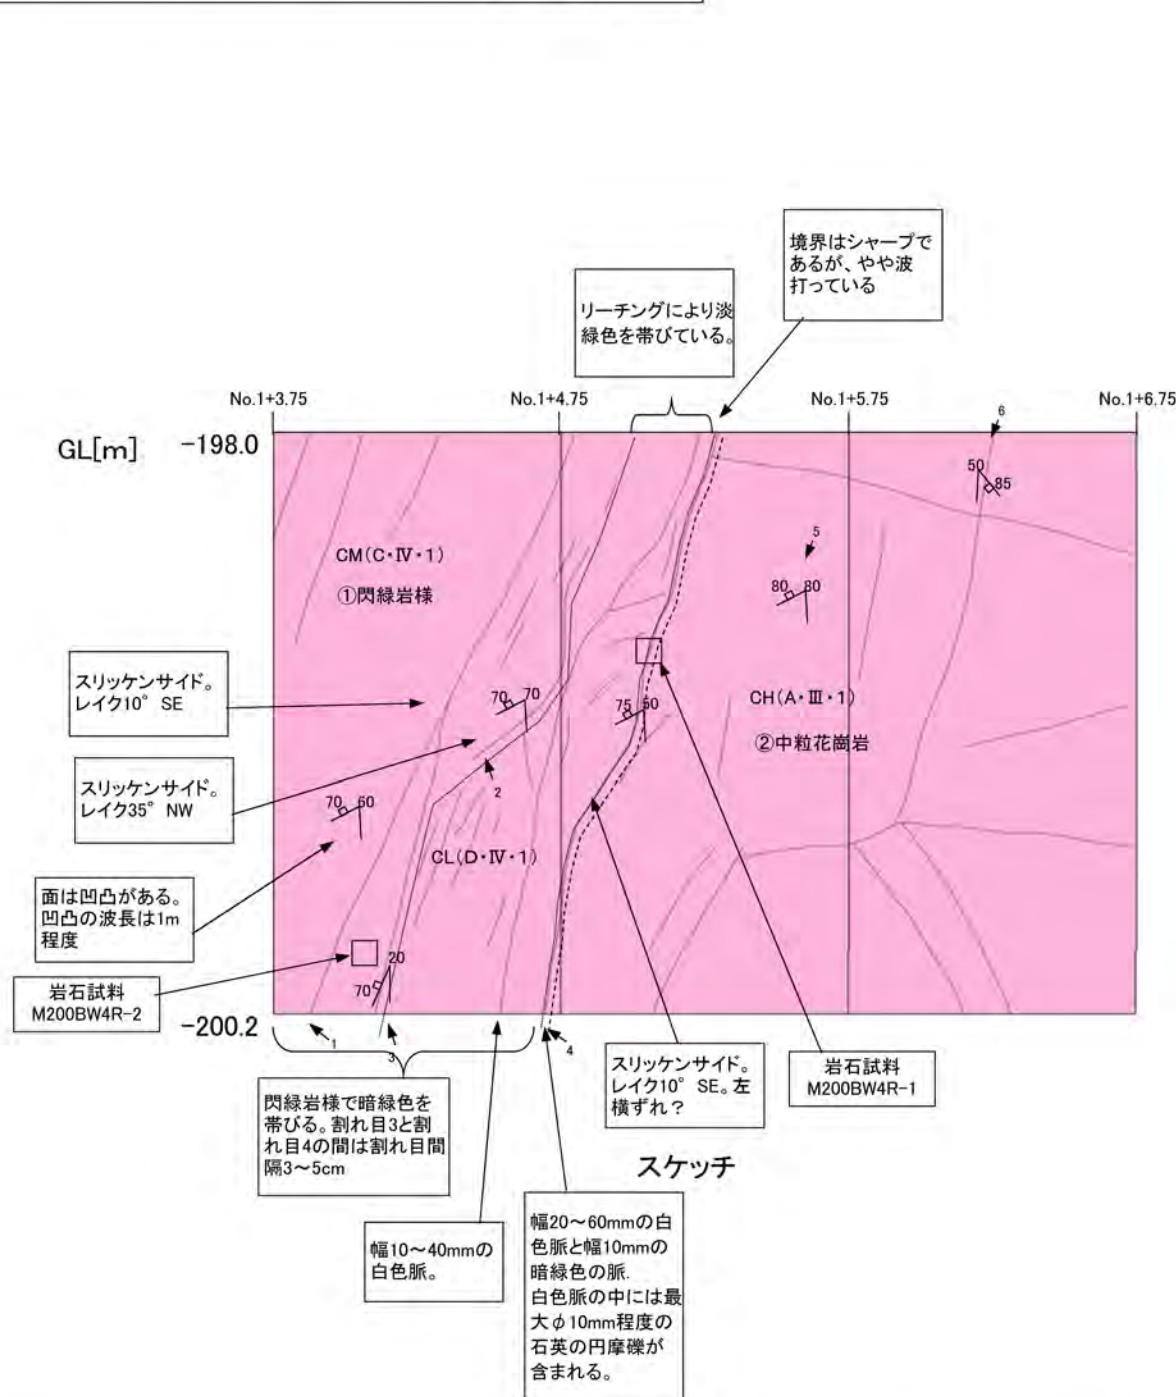 境界はシャープで
あるが、やや波
打っている
リーチングにより淡
緑色を帯びている。
No.1+3.75
No.1+4.75
No.1+5.75
No.1+6.75
GL[m]
-198.0
6
50
85
CM(C・Ⅳ・1)
①閃緑岩様
5
80 80
スリッケンサイド。
レイク10° SE
70 70
75 50
CH(A・Ⅲ・1)
②中粒花崗岩
スリッケンサイド。
レイク35° NW
2
70 60
CL(D・Ⅳ・1)
面は凹凸がある。
凹凸の波長は1m
程度
20
70
岩石試料
M200BW4R-2
-200.2
1
3
4
スリッケンサイド。
レイク10° SE。左
横ずれ？
岩石試料
M200BW4R-1
閃緑岩様で暗緑色を
帯びる。割れ目3と割
れ目4の間は割れ目間
隔3～5cm
スケッチ
幅10～40mmの
白色脈。
幅20～60mmの白
色脈と幅10mmの
暗緑色の脈.
白色脈の中には最
大φ10mm程度の
石英の円摩礫が
含まれる。